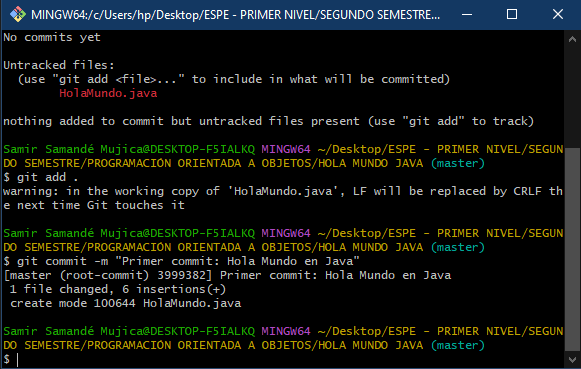 MINGW64:/c/Users/hp/Desktop/ESPE - PRIMER NIVEL/SEGUNDO SEMESTRE...
No commits yet
Untracked files:
(use "git add <file>..." to include in what will be committed)
HolaMundo.java
nothing added to commit but untracked files present (use "git add" to track)
Samir Samandé Mujica@DESKTOP-F5IALKQ MINGW64 ~/Desktop/ESPE - PRIMER NIVEL/SEGUN
DO SEMESTRE/PROGRAMACIÓN ORIENTADA A OBJETOS/HOLA MUNDO JAVA (master)
$ git add .
warning: in the working copy of 'HolaMundo.java', LF will be replaced by CRLF th
e next time Git touches it
Samir Samandé Mujica@DESKTOP-F5IALKQ MINGW64 ~/Desktop/ESPE - PRIMER NIVEL/SEGUN
DO SEMESTRE/PROGRAMACIÓN ORIENTADA A OBJETOS/HOLA MUNDO JAVA (master)
$ git commit -m "Primer commit: Hola Mundo en Java"
[master (root-commit) 3999382] Primer commit: Hola Mundo en Java
1 file changed, 6 insertions(+)
create mode 100644 HolaMundo.java
Samir Samandé Mujica@DESKTOP-F5IALKQ MINGW64 ~/Desktop/ESPE - PRIMER NIVEL/SEGUN
DO SEMESTRE/PROGRAMACIÓN ORIENTADA A OBJETOS/HOLA MUNDO JAVA (master)
$